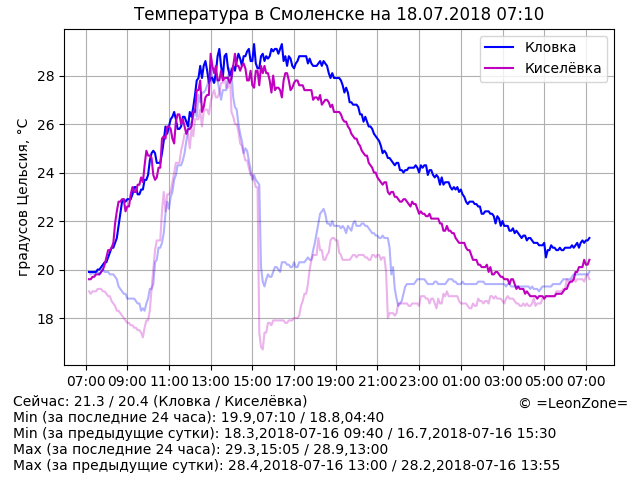 Температура в Смоленске на 18.07.2018 07:10
Кловка
Киселёвка
градусов Цельсия, °C
28
26
24
22
20
18
07:00 09:00 11:00 13:00 15:00 17:00 19:00 21:00 23:00 01:00 03:00 05:00 07:00
Сейчас: 21.3 / 20.4 (Кловка / Киселёвка)
© =LeonZone=
Min (за последние 24 часа): 19.9,07:10 / 18.8,04:40
Min (за предыдущие сутки): 18.3,2018-07-16 09:40 / 16.7,2018-07-16 15:30
Max (за последние 24 часа): 29.3,15:05 / 28.9,13:00
Max (за предыдущие сутки): 28.4,2018-07-16 13:00 / 28.2,2018-07-16 13:55